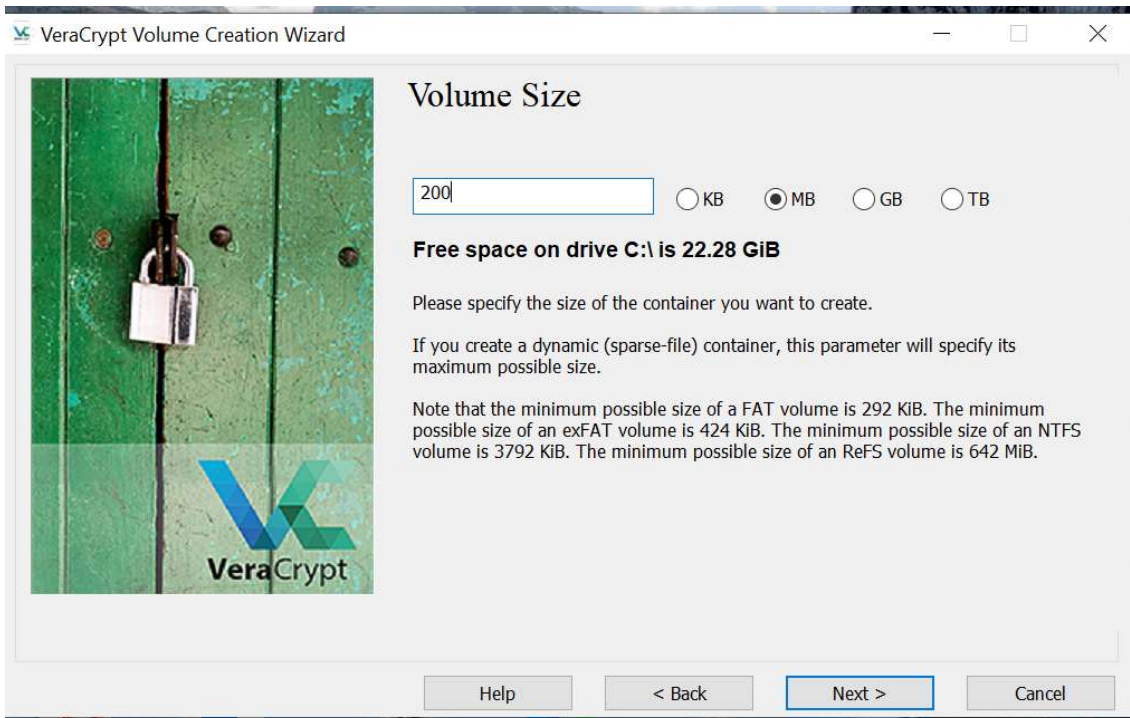 VeraCrypt Volume Creation Wizard
Volume Size
200
KB MB GB TB
Free space on drive C:\ is 22.28 GiB
Please specify the size of the container you want to create.
If you create a dynamic (sparse-file) container, this parameter will specify its
maximum possible size.
Note that the minimum possible size of a FAT volume is 292 KiB. The minimum
possible size of an exFAT volume is 424 KiB. The minimum possible size of an NTFS
volume is 3792 KiB. The minimum possible size of an ReFS volume is 642 MiB.
VeraCrypt
Help < Back Next > Cancel